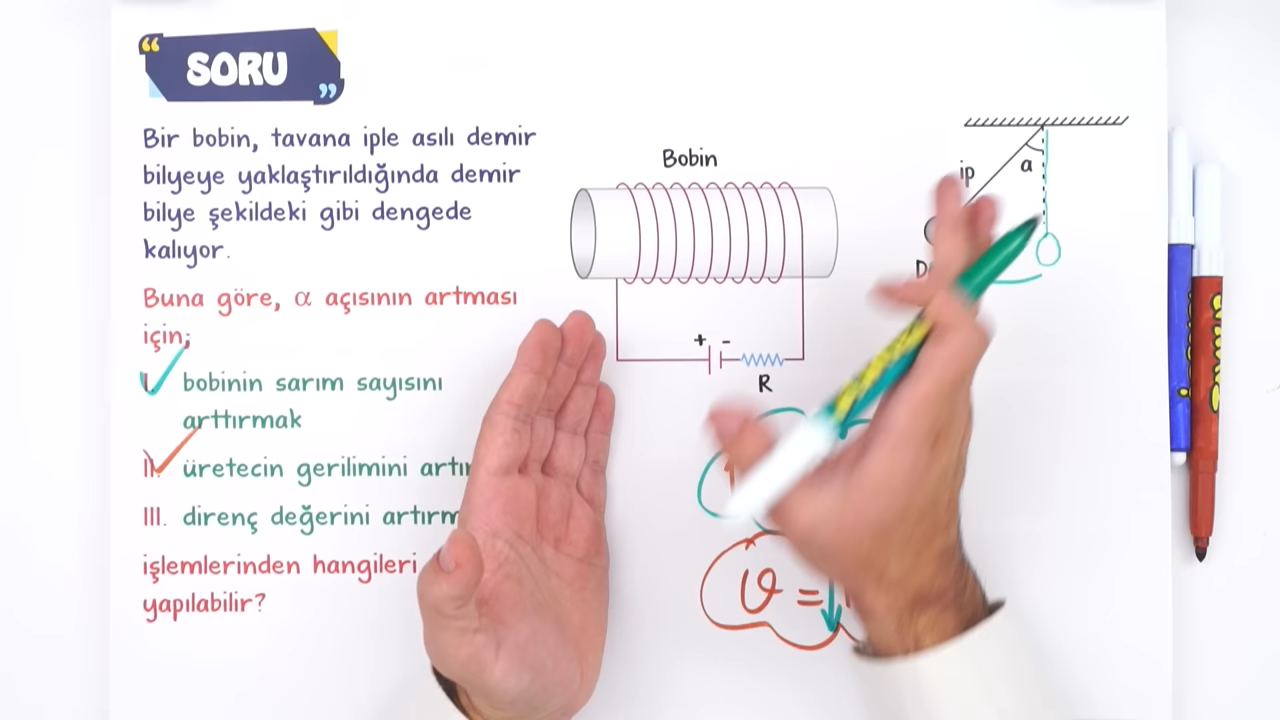 SORU
Bir bobin, tavana iple asılı demir
bilyeye yaklaştırıldığında demir
bilye şekildeki gibi dengede
kalıyor.
Buna göre, α açısının artması
için;
I. bobinin sarım sayısını
arttırmak
II. üretecin gerilimini
III. direnç değerini
işlemlerinden hangileri
yapılabilir?
Bobin
+ -
R
ip
α
V =